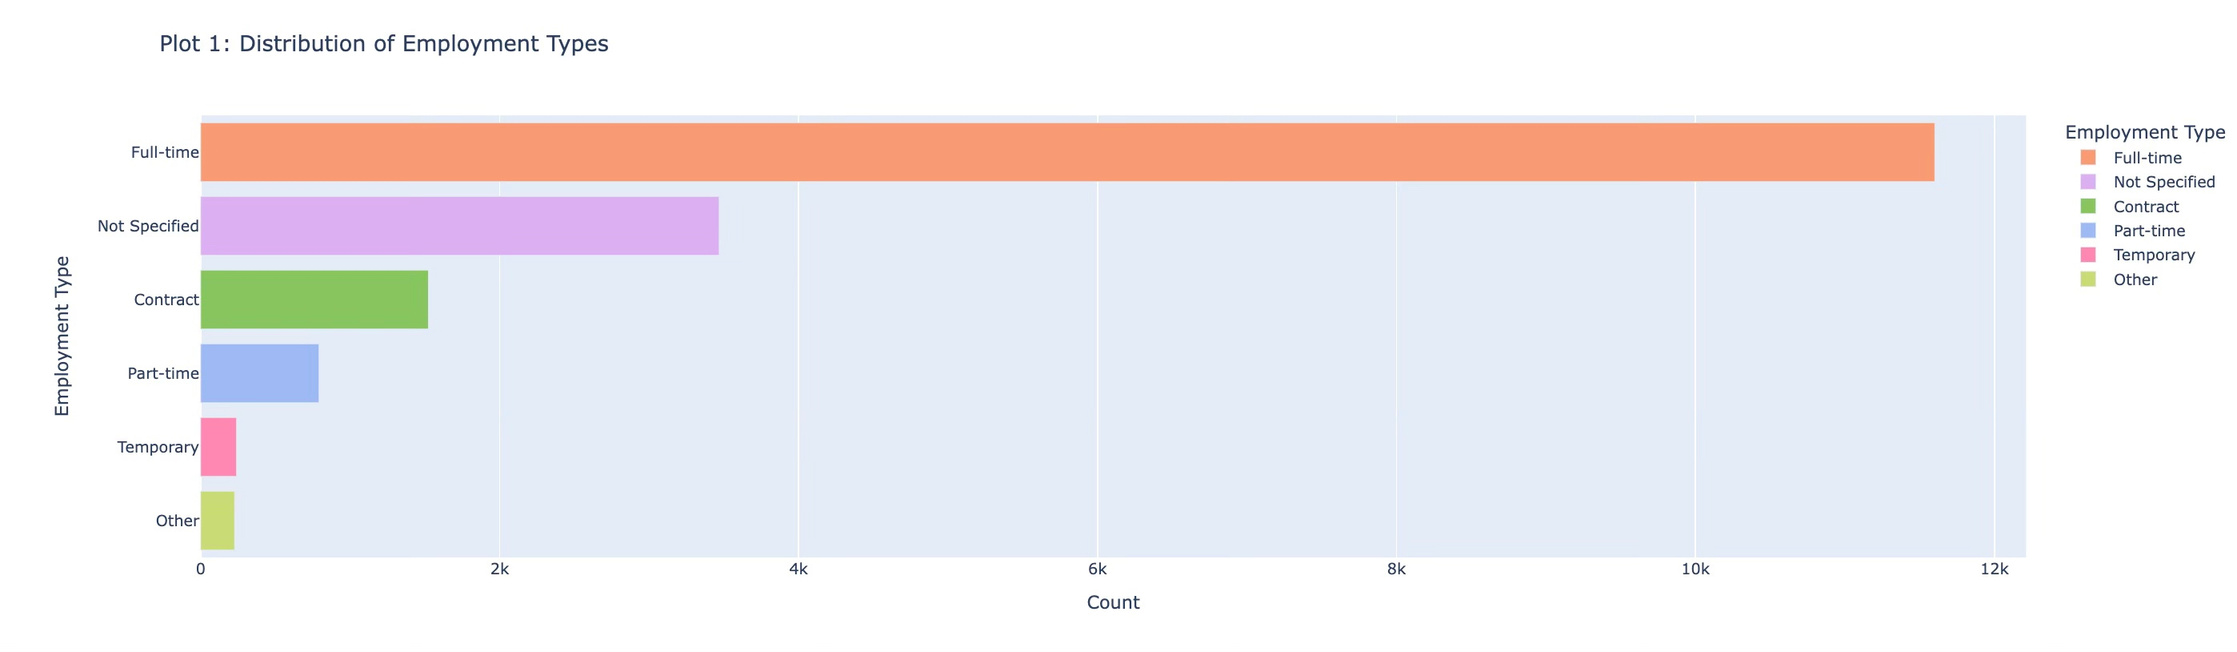 Plot 1: Distribution of Employment Types
Employment Type
Full-time
Not Specified
Contract
Part-time
Temporary
Other
0 2k 4k 6k 8k 10k 12k
Count
Employment Type
Full-time
Not Specified
Contract
Part-time
Temporary
Other